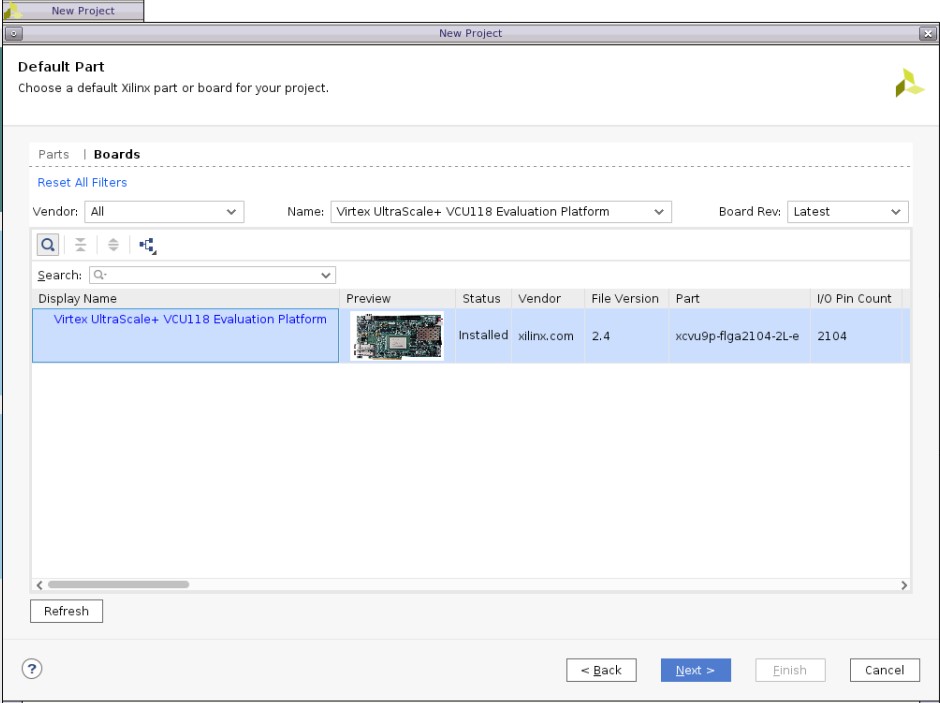 New Project
New Project
Default Part
Choose a default Xilinx part or board for your project.
Parts | Boards
Reset All Filters
Vendor: All Name: Virtex UltraScale+ VCU118 Evaluation Platform Board Rev: Latest
Search: Q-
Display Name Preview Status Vendor File Version Part I/O Pin Count
Virtex UltraScale+ VCU118 Evaluation Platform Installed xilinx.com 2.4 xcvu9p-flga2104-2L-e 2104
Refresh
? < Back Next > Finish Cancel